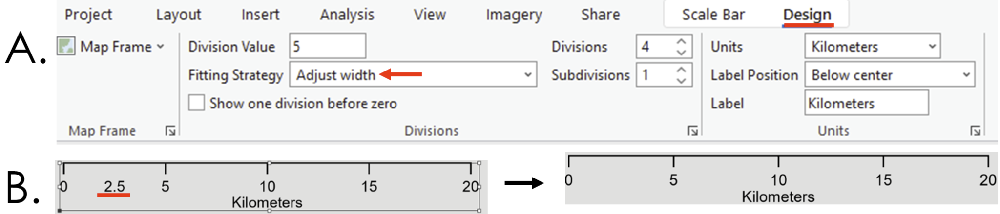 Project Layout Insert Analysis View Imagery Share Scale Bar Design
A.
Map Frame Division Value 5 Divisions 4 Units Kilometers
Fitting Strategy Adjust width Subdivisions 1 Label Position Below center
Show one division before zero Label Kilometers
Map Frame Divisions Units
B.
0 2.5 5 10 15 20
Kilometers
0 5 10 15 20
Kilometers